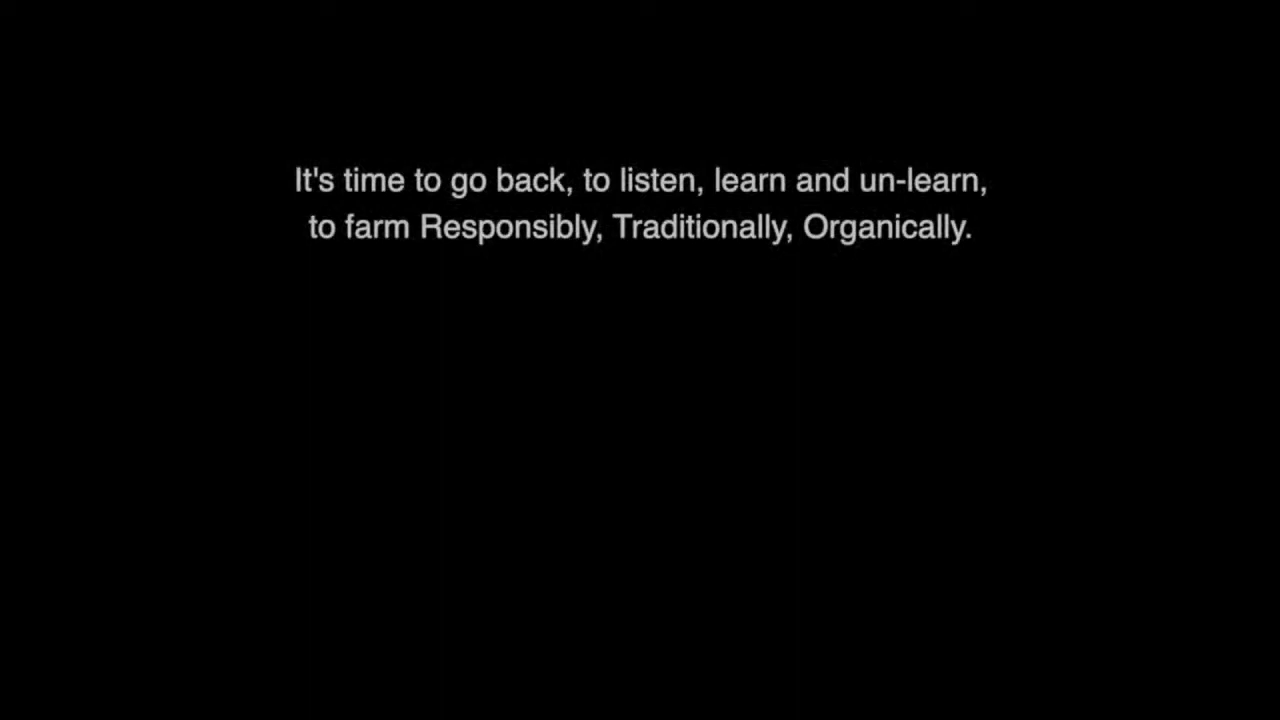 It's time to go back, to listen, learn and un-learn,
to farm Responsibly, Traditionally, Organically.